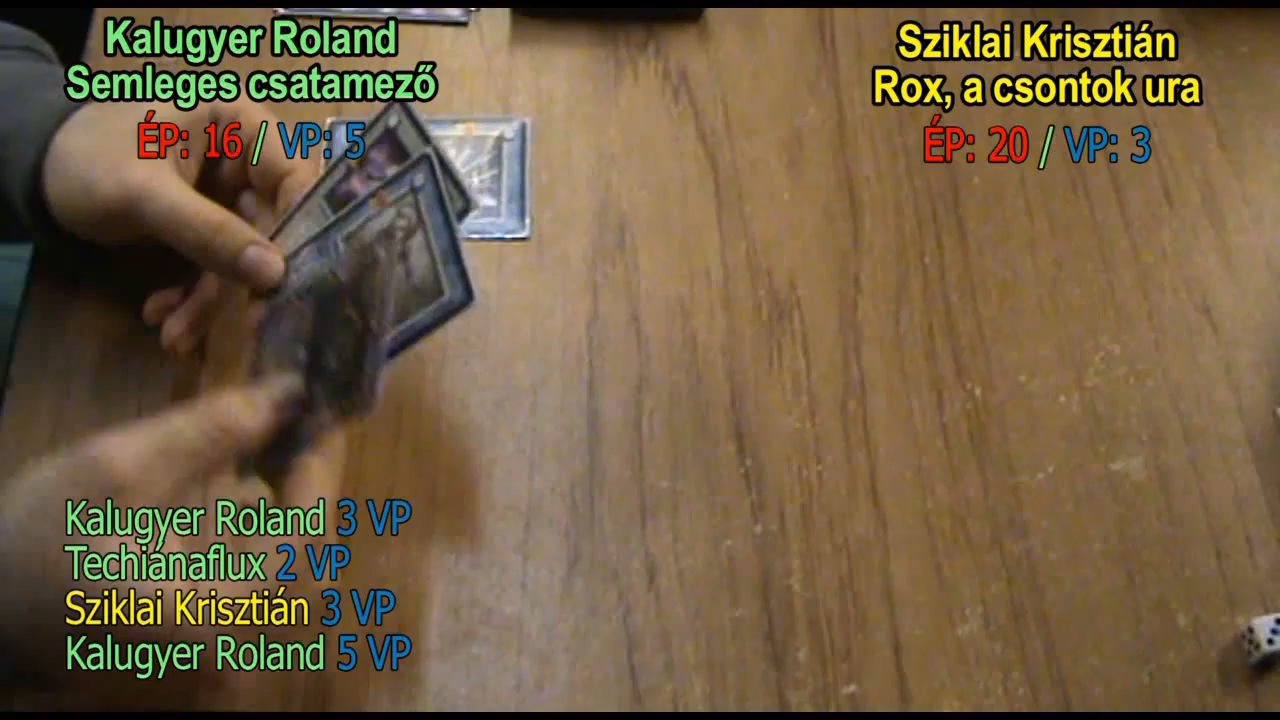 Kalugyer Roland
Semleges csatamező
ÉP: 16 / VP: 5
Sziklai Krisztián
Rox, a csontok ura
ÉP: 20 / VP: 3
Kalugyer Roland 3 VP
Techiánaflux 2 VP
Sziklai Krisztián 3 VP
Kalugyer Roland 5 VP